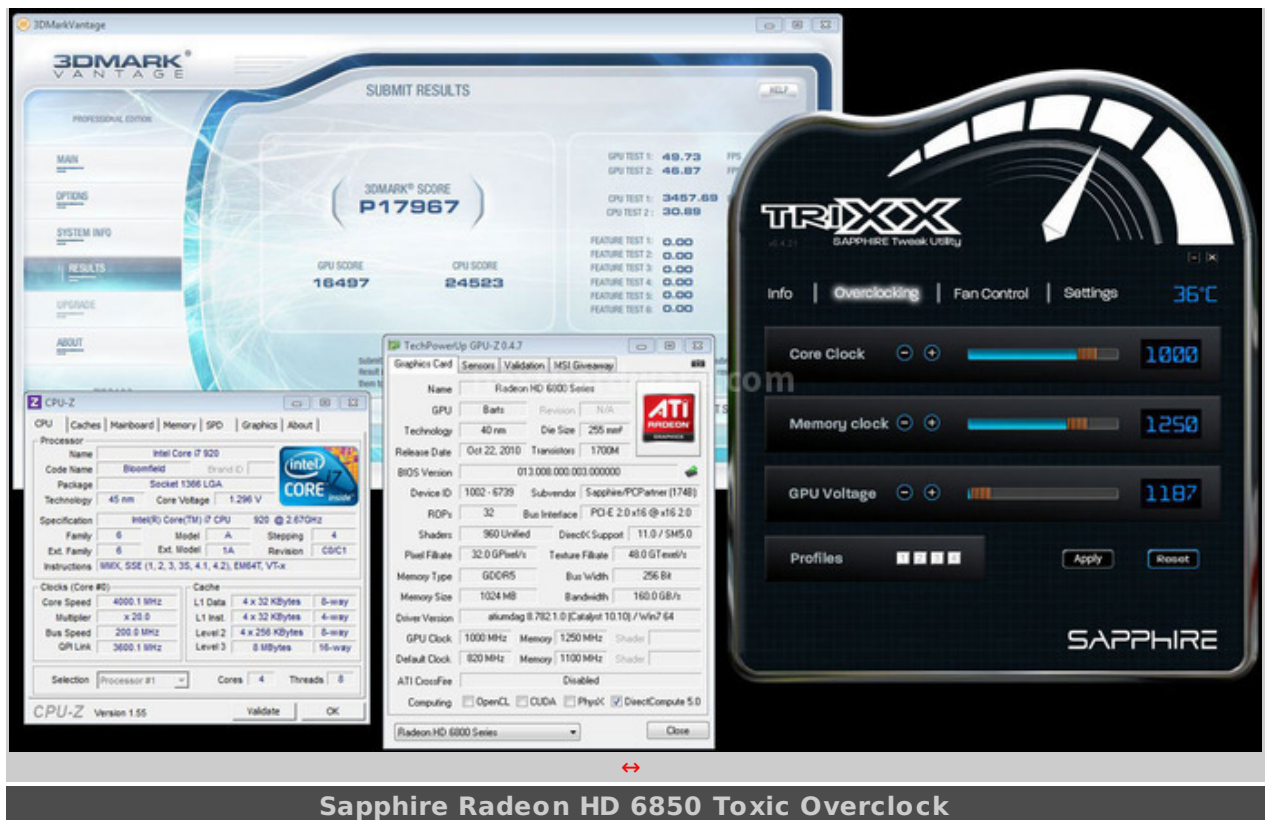 3DMarkVantage
3DMARK®
VANTAGE
PROFESSIONAL EDITION
MAIN
OPTIONS
SYSTEM INFO
RESULTS
UPGRADE
ABOUT
SUBMIT RESULTS
HELP
3DMARK® SCORE
P17967
GPU SCORE
16497
CPU SCORE
24523
GPU TEST 1: 49.73 FPS
GPU TEST 2: 46.87
CPU TEST 1: 3457.69
CPU TEST 2: 30.89
FEATURE TEST 1: 0.00
FEATURE TEST 2: 0.00
FEATURE TEST 3: 0.00
FEATURE TEST 4: 0.00
FEATURE TEST 5: 0.00
FEATURE TEST 6: 0.00
CPU-Z
CPU Caches Mainboard Memory SPD Graphics About
Processor
Name Intel Core i7 920
Code Name Bloomfield Brand ID
Package Socket 1366 LGA
Technology 45 nm Core Voltage 1.296 V
intel CORE i7 inside
Specification Intel(R) Core(TM) i7 CPU 920 @ 2.67GHz
Family 6 Model A Stepping 4
Ext. Family 6 Ext. Model 1A Revision C0/C1
Instructions MMX, SSE (1, 2, 3, 3S, 4.1, 4.2), EM64T, VT-x
Clocks (Core #0)
Core Speed 4000.1 MHz
Multiplier x 20.0
Bus Speed 200.0 MHz
QPI Link 3600.1 MHz
Cache
L1 Data 4 x 32 KBytes 8-way
L1 Inst. 4 x 32 KBytes 4-way
Level 2 4 x 256 KBytes 8-way
Level 3 8 MBytes 16-way
Selection Processor #1 Cores 4 Threads 8
CPU-Z Version 1.55 Validate OK
TechPowerUp GPU-Z 0.4.7
Graphics Card Sensors Validation MSI Giveaway
Name Radeon HD 6800 Series
GPU Barts Revision N/A
Technology 40 nm Die Size 255 mm²
Release Date Oct 22, 2010 Transistors 1700M
ATI RADEON GRAPHICS
BIOS Version 013.008.000.003.000000
Device ID 1002 - 6739 Subvendor Sapphire/PCPartner (174B)
ROPs 32 Bus Interface PCI-E 2.0 x16 @ x16 2.0
Shaders 960 Unified DirectX Support 11.0 / SM5.0
Pixel Fillrate 32.0 GPixel/s Texture Fillrate 48.0 GTexel/s
Memory Type GDDR5 Bus Width 256 Bit
Memory Size 1024 MB Bandwidth 160.0 GB/s
Driver Version atiumdag 8.782.1.0 (Catalyst 10.10) / Win7 64
GPU Clock 1000 MHz Memory 1250 MHz Shader
Default Clock 820 MHz Memory 1100 MHz Shader
ATI CrossFire Disabled
Computing OpenCL CUDA PhysX DirectCompute 5.0
Radeon HD 6800 Series Close
TRIXX
SAPPHIRE Tweak Utility
Info | Overclocking | Fan Control | Settings 36°C
Core Clock 1000
Memory clock 1250
GPU Voltage 1187
Profiles 1 2 3 4 Apply Reset
SAPPHIRE
com
Sapphire Radeon HD 6850 Toxic Overclock